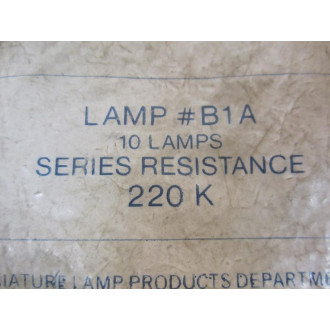 LAMP #B1A
10 LAMPS
SERIES RESISTANCE
220 K
LAMP PRODUCTS